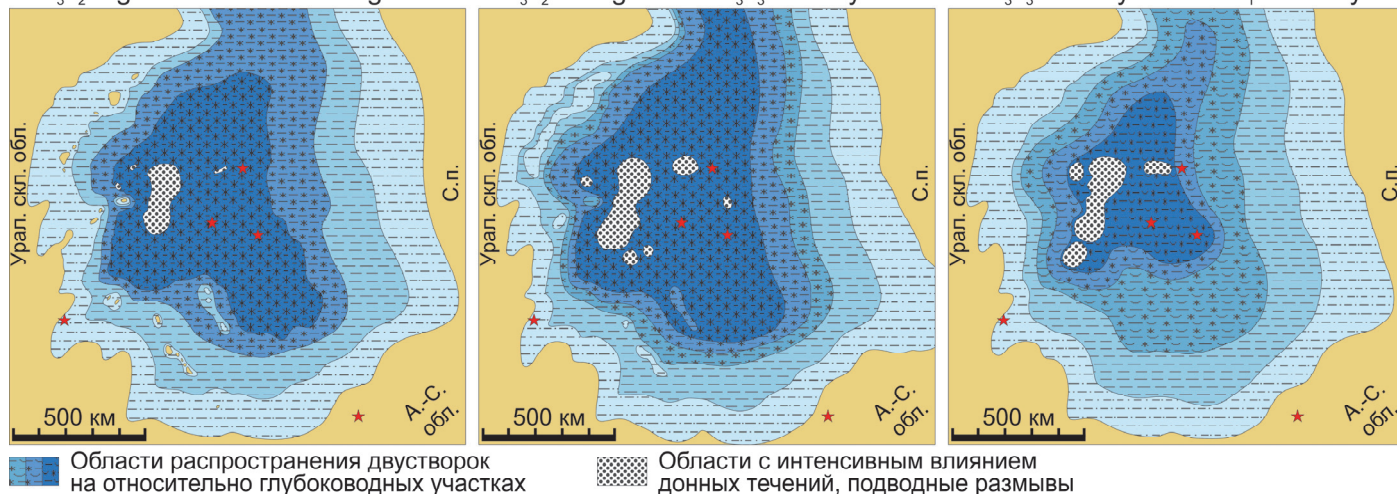 Урал. скл. обл.
С.п.
А.-С.
обл.
500 км
Урал. скл. обл.
С.п.
А.-С.
обл.
500 км
Урал. скл. обл.
С.п.
А.-С.
обл.
500 км
Области распространения двустворок
на относительно глубоководных участках
Области с интенсивным влиянием
донных течений, подводные размывы